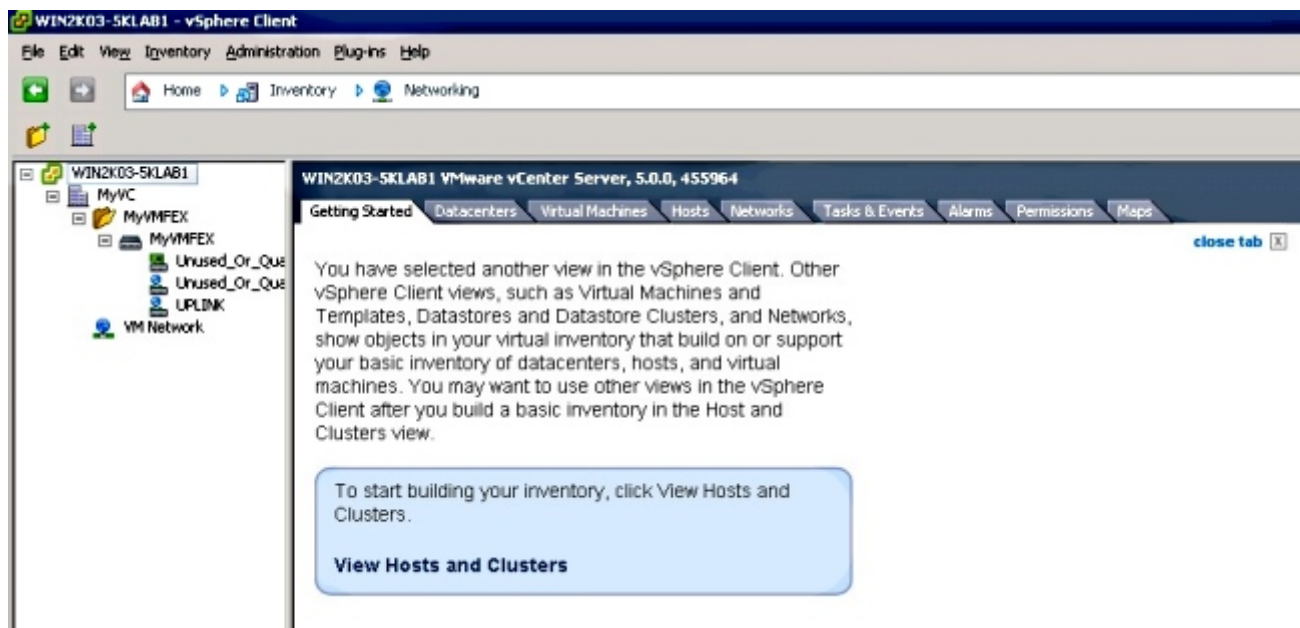 WIN2K03-5KLAB1 - vSphere Client
File Edit View Inventory Administration Plug-ins Help
Home Inventory Networking
WIN2K03-5KLAB1
MyVC
MyVMFEX
MyVMFEX
Unused_Or_Qua
Unused_Or_Qua
UPLINK
VM Network
WIN2K03-5KLAB1 VMware vCenter Server, 5.0.0, 455964
Getting Started Datacenters Virtual Machines Hosts Networks Tasks & Events Alarms Permissions Maps
close tab X
You have selected another view in the vSphere Client. Other
vSphere Client views, such as Virtual Machines and
Templates, Datastores and Datastore Clusters, and Networks,
show objects in your virtual inventory that build on or support
your basic inventory of datacenters, hosts, and virtual
machines. You may want to use other views in the vSphere
Client after you build a basic inventory in the Host and
Clusters view.
To start building your inventory, click View Hosts and
Clusters.
View Hosts and Clusters